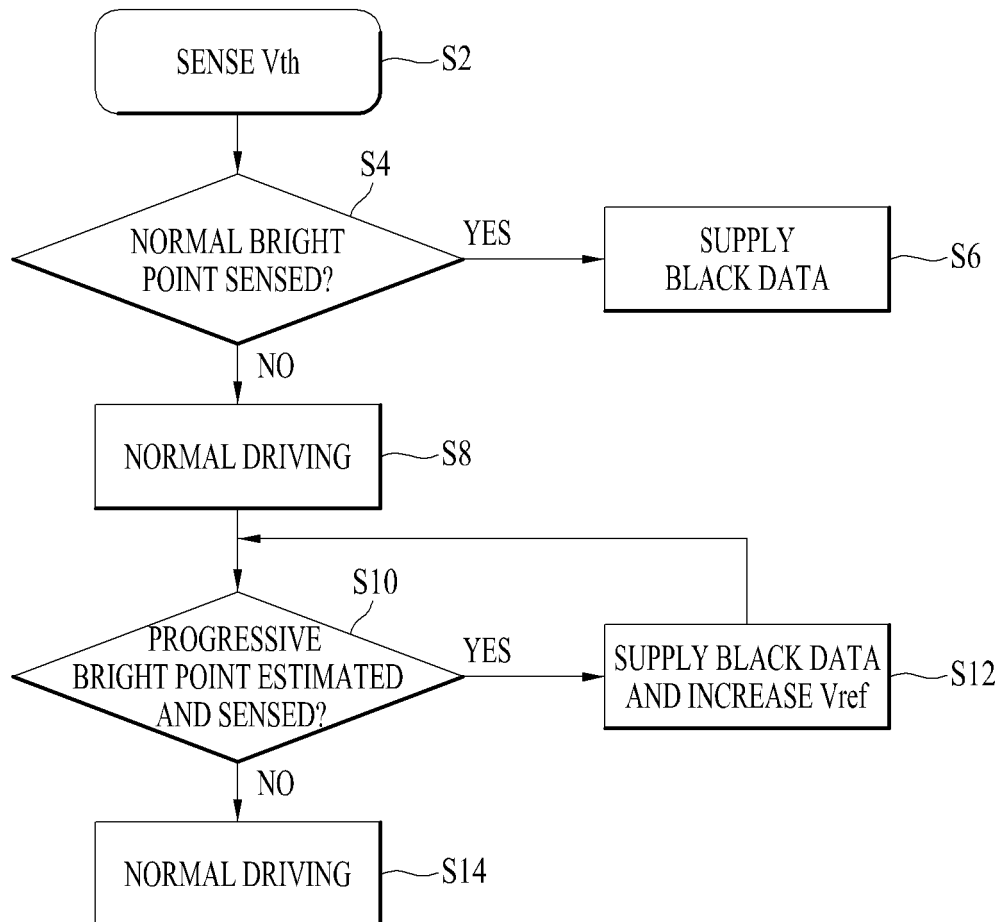 SENSE Vth
S2
S4
NORMAL BRIGHT
POINT SENSED?
YES
SUPPLY
BLACK DATA
S6
NO
NORMAL DRIVING
S8
S10
PROGRESSIVE
BRIGHT POINT ESTIMATED
AND SENSED?
YES
SUPPLY BLACK DATA
AND INCREASE Vref
S12
NO
NORMAL DRIVING
S14